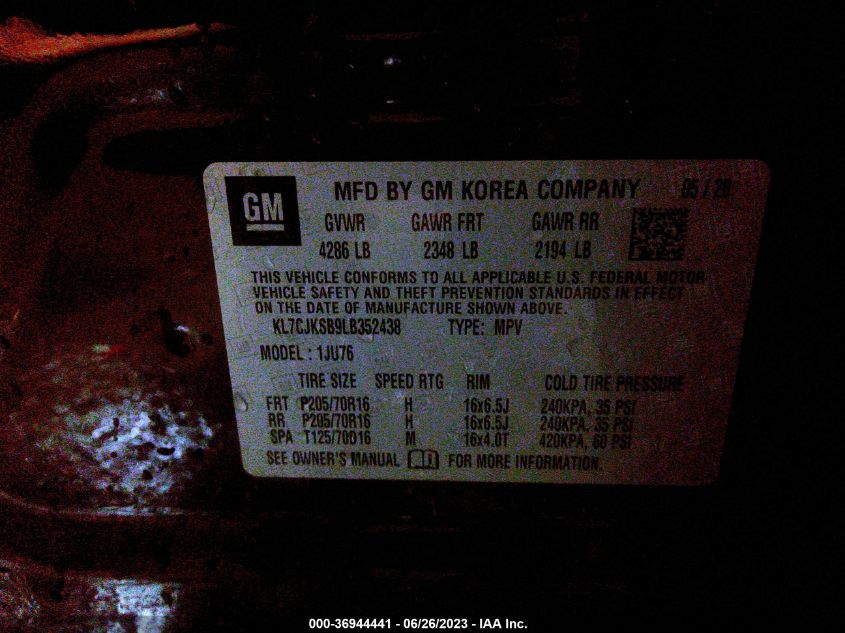 GM
MFD BY GM KOREA COMPANY 05/20
GVWR GAWR FRT GAWR RR
4286 LB 2348 LB 2194 LB
THIS VEHICLE CONFORMS TO ALL APPLICABLE U.S. FEDERAL MOTOR
VEHICLE SAFETY AND THEFT PREVENTION STANDARDS IN EFFECT
ON THE DATE OF MANUFACTURE SHOWN ABOVE.
KL7CJKSB9LB352438 TYPE: MPV
MODEL : 1JU76
TIRE SIZE SPEED RTG RIM COLD TIRE PRESSURE
FRT P205/70R16 H 16x6.5J 240KPA, 35 PSI
RR P205/70R16 H 16x6.5J 240KPA, 35 PSI
SPA T125/70D16 M 16x4.0T 420KPA, 60 PSI
SEE OWNER'S MANUAL FOR MORE INFORMATION.
000-36944441 - 06/26/2023 - IAA Inc.